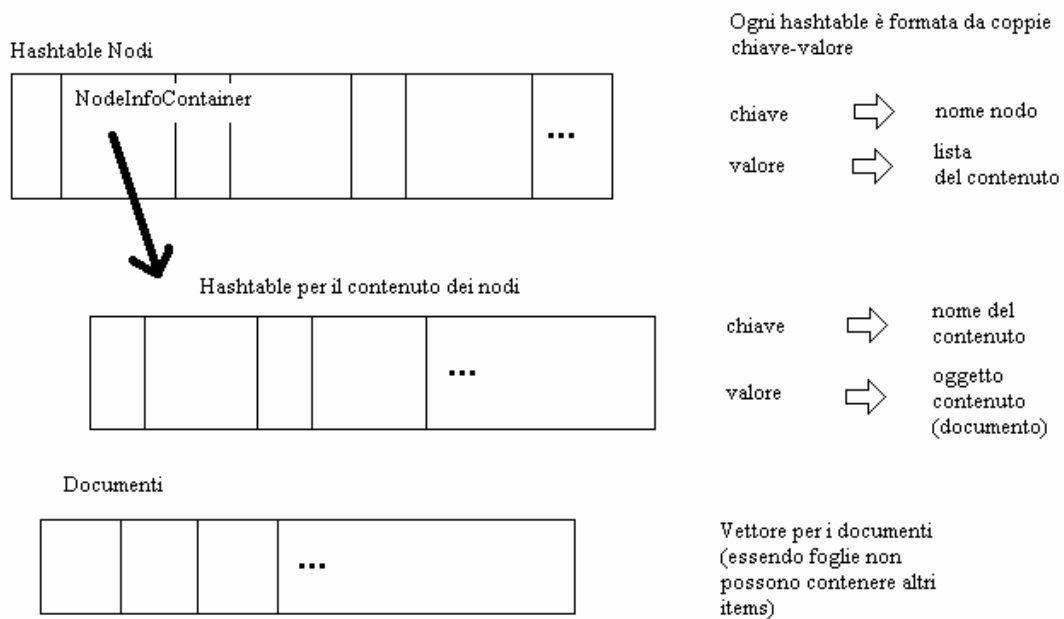 Ogni hashtable è formata da coppie
chiave-valore
Hashtable Nodi
NodeInfoContainer
...
chiave
nome nodo
valore
lista
del contenuto
Hashtable per il contenuto dei nodi
...
chiave
nome del
contenuto
valore
oggetto
contenuto
(documento)
Documenti
...
Vettore per i documenti
(essendo foglie non
possono contenere altri
items)